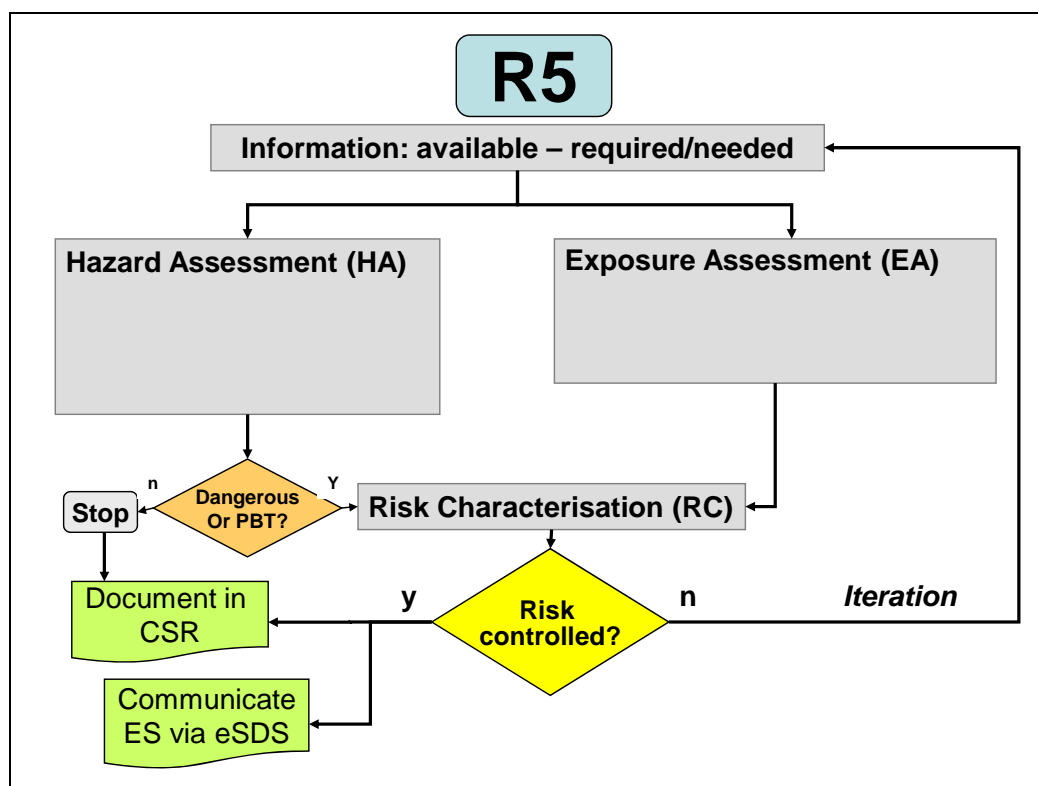 R5
Information: available – required/needed
Hazard Assessment (HA)
Exposure Assessment (EA)
n
Y
Dangerous
Or PBT?
Stop
Risk Characterisation (RC)
Document in
CSR
y
Risk
controlled?
n
Iteration
Communicate
ES via eSDS